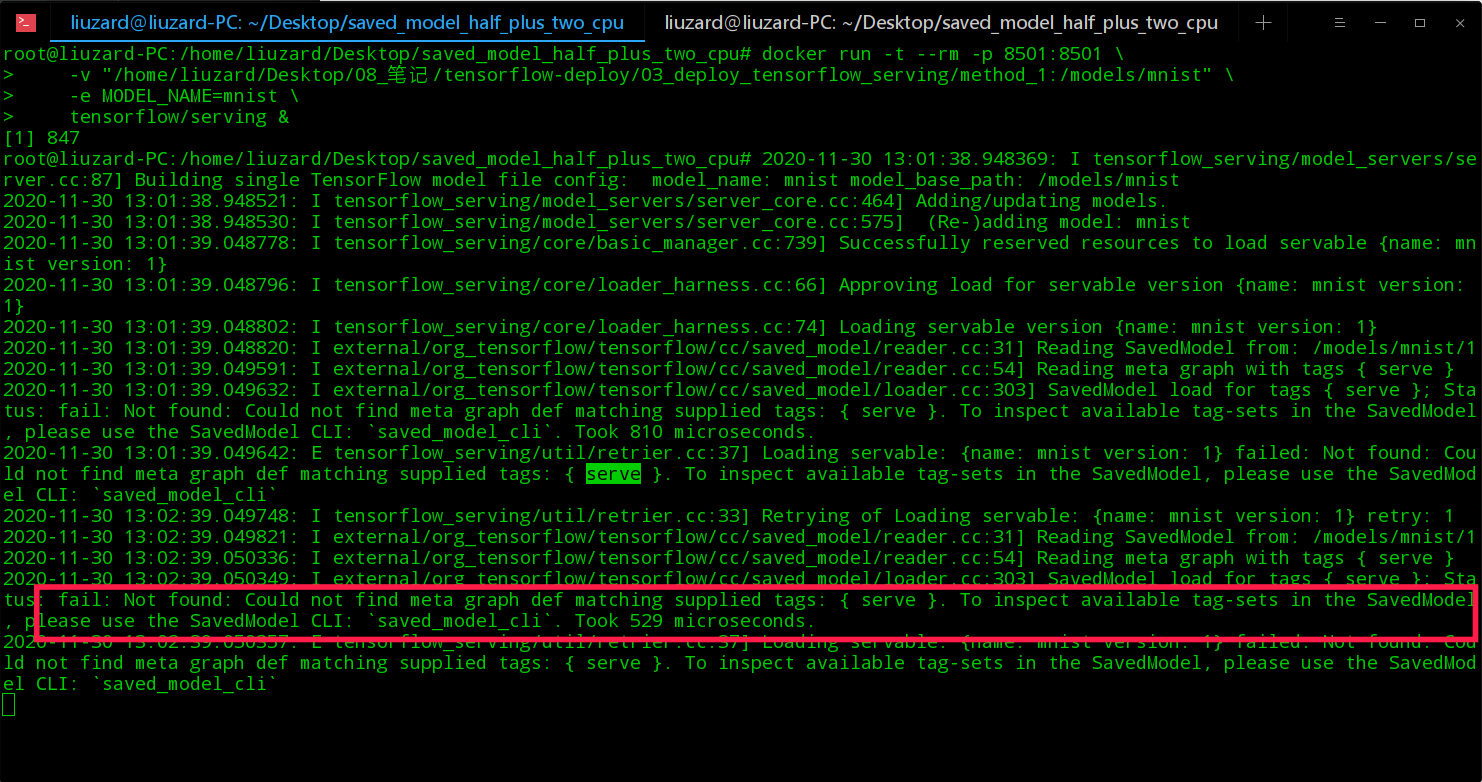 liuzard@liuzard-PC: ~/Desktop/saved_model_half_plus_two_cpu liuzard@liuzard-PC: ~/Desktop/saved_model_half_plus_two_cpu
root@liuzard-PC:/home/liuzard/Desktop/saved_model_half_plus_two_cpu# docker run -t --rm -p 8501:8501 \
> -v "/home/liuzard/Desktop/08_笔记/tensorflow-deploy/03_deploy_tensorflow_serving/method_1:/models/mnist" \
> -e MODEL_NAME=mnist \
> tensorflow/serving &
[1] 847
root@liuzard-PC:/home/liuzard/Desktop/saved_model_half_plus_two_cpu# 2020-11-30 13:01:38.948369: I tensorflow_serving/model_servers/se
rver.cc:87] Building single TensorFlow model file config:  model_name: mnist model_base_path: /models/mnist
2020-11-30 13:01:38.948521: I tensorflow_serving/model_servers/server_core.cc:464] Adding/updating models.
2020-11-30 13:01:38.948530: I tensorflow_serving/model_servers/server_core.cc:575]  (Re-)adding model: mnist
2020-11-30 13:01:39.048778: I tensorflow_serving/core/basic_manager.cc:739] Successfully reserved resources to load servable {name: mn
ist version: 1}
2020-11-30 13:01:39.048796: I tensorflow_serving/core/loader_harness.cc:66] Approving load for servable version {name: mnist version:
1}
2020-11-30 13:01:39.048802: I tensorflow_serving/core/loader_harness.cc:74] Loading servable version {name: mnist version: 1}
2020-11-30 13:01:39.048820: I external/org_tensorflow/tensorflow/cc/saved_model/reader.cc:31] Reading SavedModel from: /models/mnist/1
2020-11-30 13:01:39.049591: I external/org_tensorflow/tensorflow/cc/saved_model/reader.cc:54] Reading meta graph with tags { serve }
2020-11-30 13:01:39.049632: I external/org_tensorflow/tensorflow/cc/saved_model/loader.cc:303] SavedModel load for tags { serve }; Sta
tus: fail: Not found: Could not find meta graph def matching supplied tags: { serve }. To inspect available tag-sets in the SavedModel
, please use the SavedModel CLI: `saved_model_cli`. Took 810 microseconds.
2020-11-30 13:01:39.049642: E tensorflow_serving/util/retrier.cc:37] Loading servable: {name: mnist version: 1} failed: Not found: Cou
ld not find meta graph def matching supplied tags: { serve }. To inspect available tag-sets in the SavedModel, please use the SavedMod
el CLI: `saved_model_cli`
2020-11-30 13:02:39.049748: I tensorflow_serving/util/retrier.cc:33] Retrying of Loading servable: {name: mnist version: 1} retry: 1
2020-11-30 13:02:39.049821: I external/org_tensorflow/tensorflow/cc/saved_model/reader.cc:31] Reading SavedModel from: /models/mnist/1
2020-11-30 13:02:39.050336: I external/org_tensorflow/tensorflow/cc/saved_model/reader.cc:54] Reading meta graph with tags { serve }
2020-11-30 13:02:39.050349: I external/org_tensorflow/tensorflow/cc/saved_model/loader.cc:303] SavedModel load for tags { serve }; Sta
tus: fail: Not found: Could not find meta graph def matching supplied tags: { serve }. To inspect available tag-sets in the SavedModel
, please use the SavedModel CLI: `saved_model_cli`. Took 529 microseconds.
2020-11-30 13:02:39.050357: E tensorflow_serving/util/retrier.cc:37] Loading servable: {name: mnist version: 1} failed: Not found: Cou
ld not find meta graph def matching supplied tags: { serve }. To inspect available tag-sets in the SavedModel, please use the SavedMod
el CLI: `saved_model_cli`